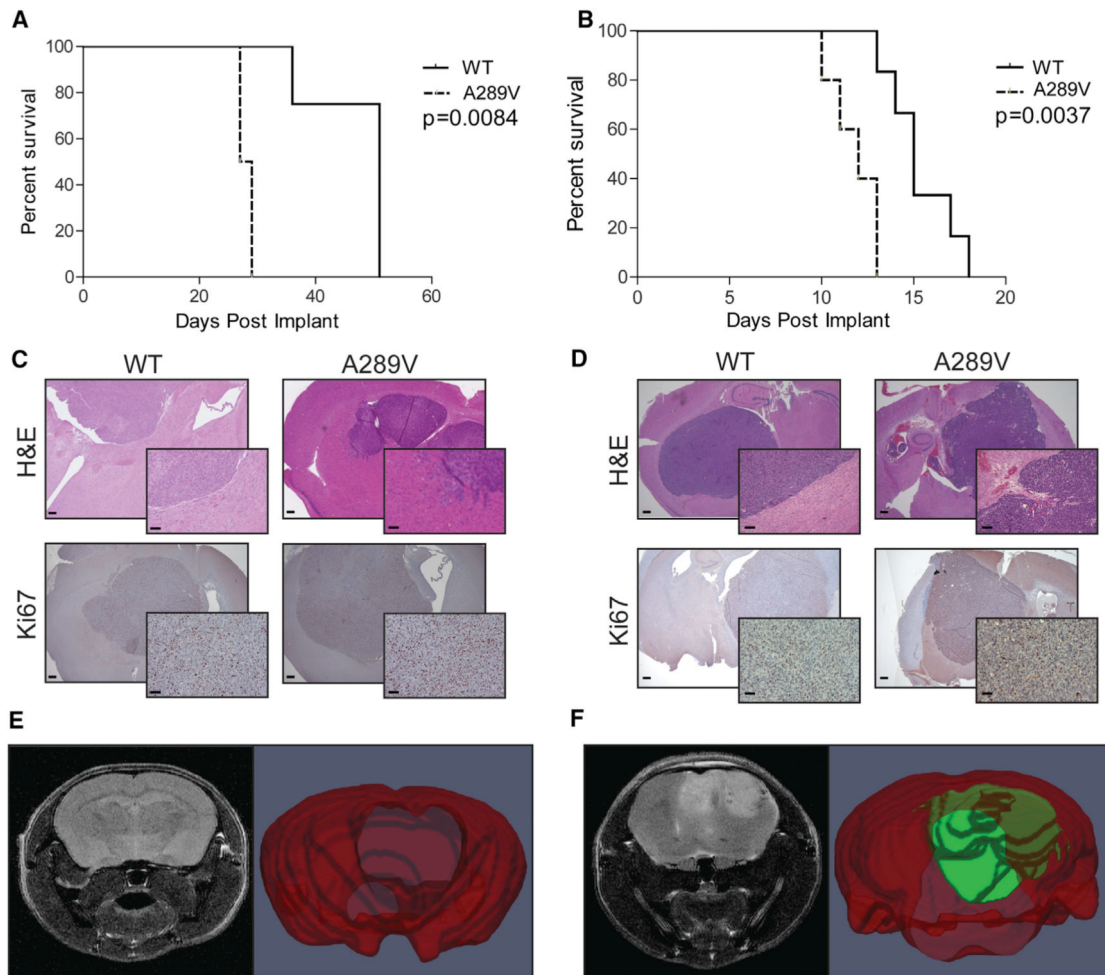 A
100
80
60
40
20
0
Percent survival
0 20 40 60
Days Post Implant
WT
A289V
p=0.0084
B
100
80
60
40
20
0
Percent survival
0 5 10 15 20
Days Post Implant
WT
A289V
p=0.0037
C
WT A289V
H&E
Ki67
D
WT A289V
H&E
Ki67
E
F